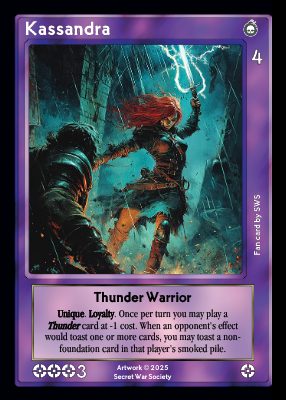 Kassandra
4
Fan card by SWS
Thunder Warrior
Unique. Loyalty. Once per turn you may play a
Thunder card at -1 cost. When an opponent's effect
would toast one or more cards, you may toast a non-
foundation card in that player's smoked pile.
3
Artwork © 2025
Secret War Society